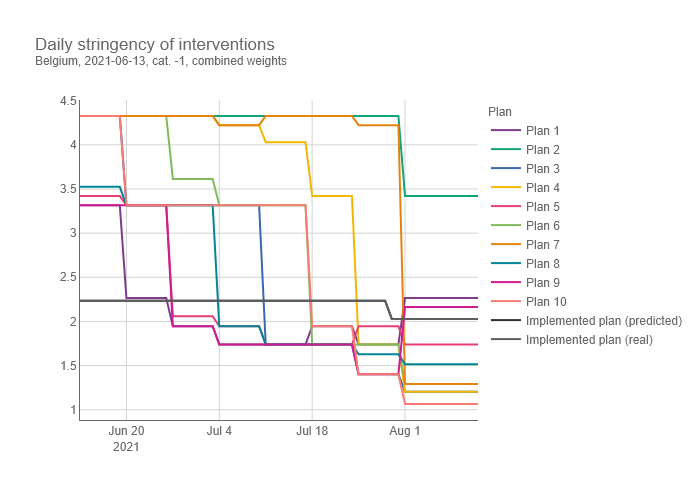 Daily stringency of interventions
Belgium, 2021-06-13, cat. -1, combined weights
4.5
4
3.5
3
2.5
2
1.5
1
Jun 20
2021
Jul 4
Jul 18
Aug 1
Plan
Plan 1
Plan 2
Plan 3
Plan 4
Plan 5
Plan 6
Plan 7
Plan 8
Plan 9
Plan 10
Implemented plan (predicted)
Implemented plan (real)